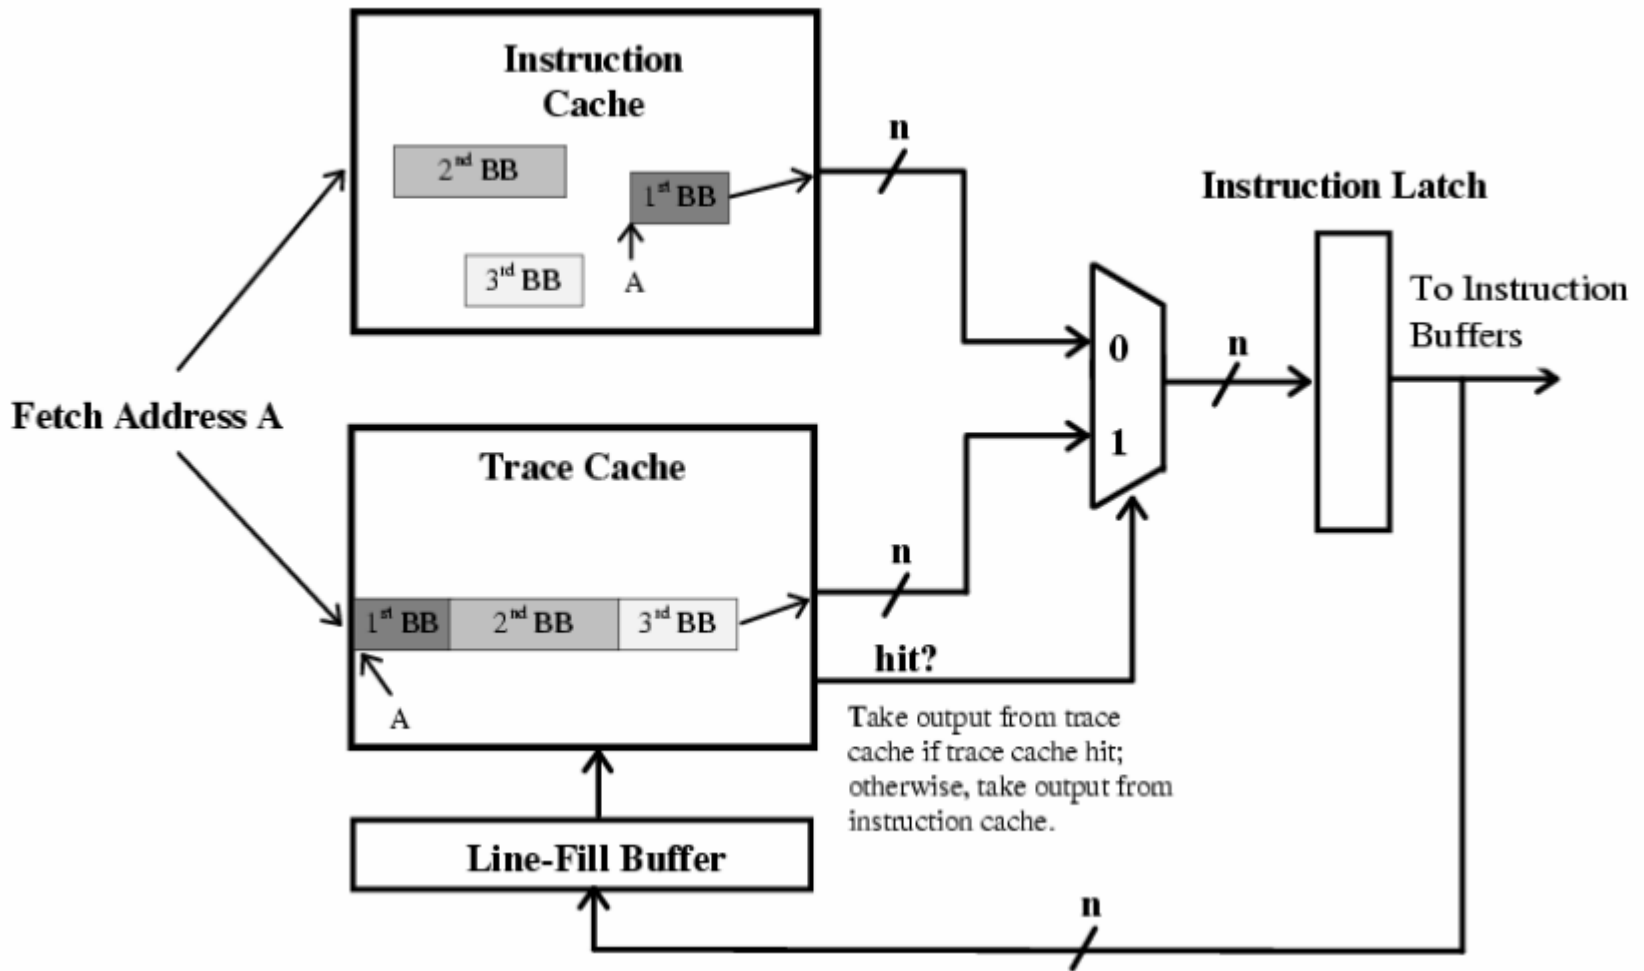 Instruction
Cache
2nd BB
1st BB
3rd BB
A
n
Instruction Latch
To Instruction
Buffers
0
n
1
Fetch Address A
Trace Cache
1st BB
2nd BB
3rd BB
A
n
hit?
Take output from trace
cache if trace cache hit;
otherwise, take output from
instruction cache.
Line-Fill Buffer
n